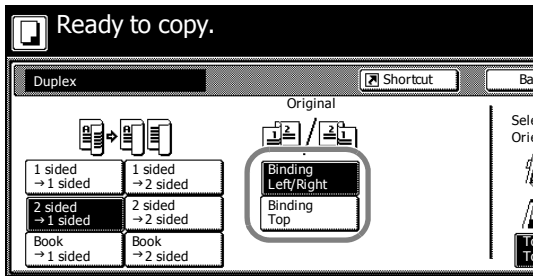 Ready to copy.
Duplex
Shortcut
Original
1 sided
→1 sided
1 sided
→2 sided
2 sided
→1 sided
2 sided
→2 sided
Book
→1 sided
Book
→2 sided
Binding
Left/Right
Binding
Top